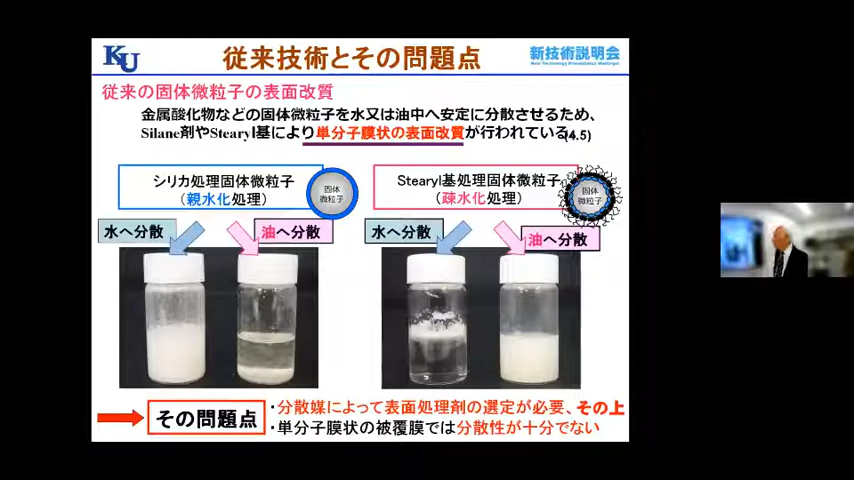 KU
従来技術とその問題点
新技術説明会
New Technology Presentation Meetings!
従来の固体微粒子の表面改質
金属酸化物などの固体微粒子を水又は油中へ安定に分散させるため、
Silane剤やStearyl基により単分子膜状の表面改質が行われている(4.5)
シリカ処理固体微粒子
(親水化処理)
固体
微粒子
Stearyl基処理固体微粒子
(疎水化処理)
固体
微粒子
水へ分散
油へ分散
水へ分散
油へ分散
その問題点
・分散媒によって表面処理剤の選定が必要、その上
・単分子膜状の被覆膜では分散性が十分でない